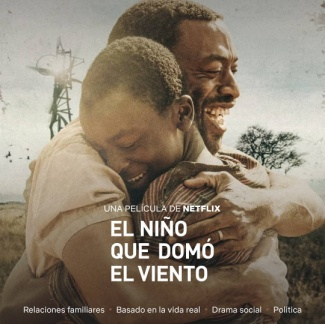 UNA PELÍCULA DE NETFLIX
EL NIÑO
QUE DOMÓ
EL VIENTO
Relaciones familiares · Basado en la vida real · Drama social · Política